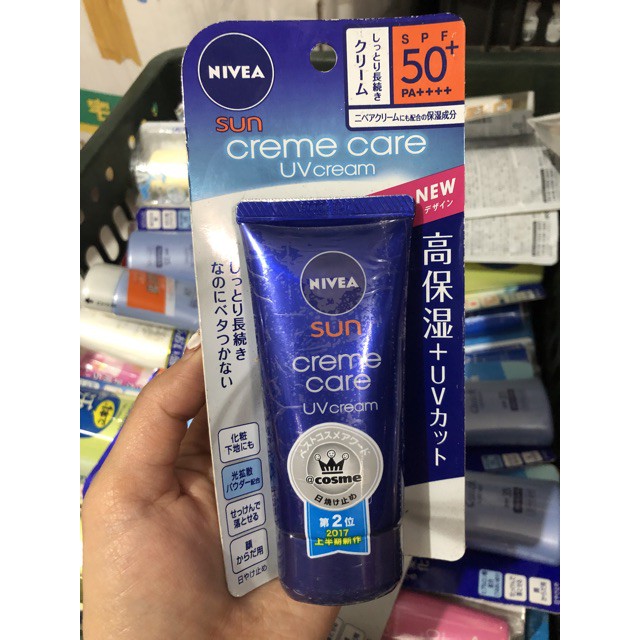 NIVEA
sun
creme care
UV cream
しっとり長続き
クリーム
SPF
50+
PA++++
ニベアクリームにも配合の保湿成分
NEW
デザイン
高保湿+UVカット
しっとり長続き
なのにベタつかない
NIVEA
sun
creme
care
UV cream
ベストコスメアワード
@cosme
日焼け止め
第2位
2017
上半期新作
化粧
下地にも
光拡散
パウダー配合
せっけんで
落とせる
顔
からだ用
日やけ止め